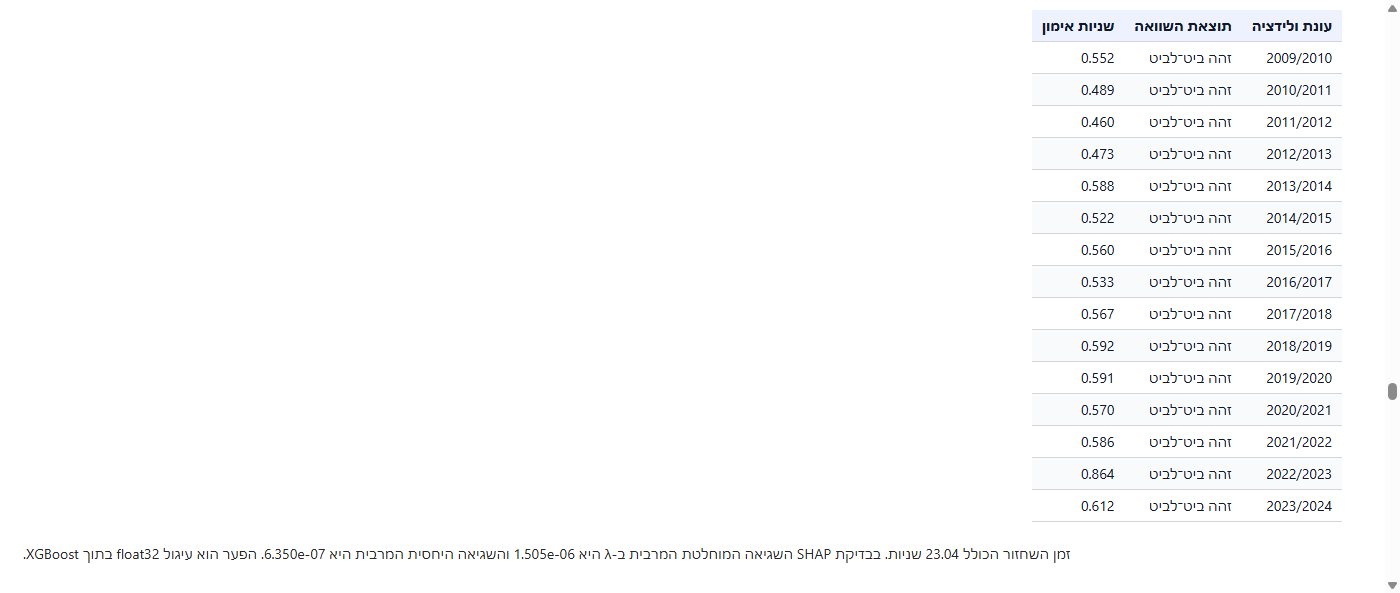 עונת ולידציה תוצאת השוואה שניות אימון
2009/2010 זהה ביט־לביט 0.552
2010/2011 זהה ביט־לביט 0.489
2011/2012 זהה ביט־לביט 0.460
2012/2013 זהה ביט־לביט 0.473
2013/2014 זהה ביט־לביט 0.588
2014/2015 זהה ביט־לביט 0.522
2015/2016 זהה ביט־לביט 0.560
2016/2017 זהה ביט־לביט 0.533
2017/2018 זהה ביט־לביט 0.567
2018/2019 זהה ביט־לביט 0.592
2019/2020 זהה ביט־לביט 0.591
2020/2021 זהה ביט־לביט 0.570
2021/2022 זהה ביט־לביט 0.586
2022/2023 זהה ביט־לביט 0.864
2023/2024 זהה ביט־לביט 0.612
זמן השחזור הכולל 23.04 שניות. בבדיקת SHAP השגיאה המוחלטת המרבית ב-λ היא 1.505e-06 והשגיאה היחסית המרבית היא 6.350e-07. הפער הוא עיגול float32 בתוך XGBoost.